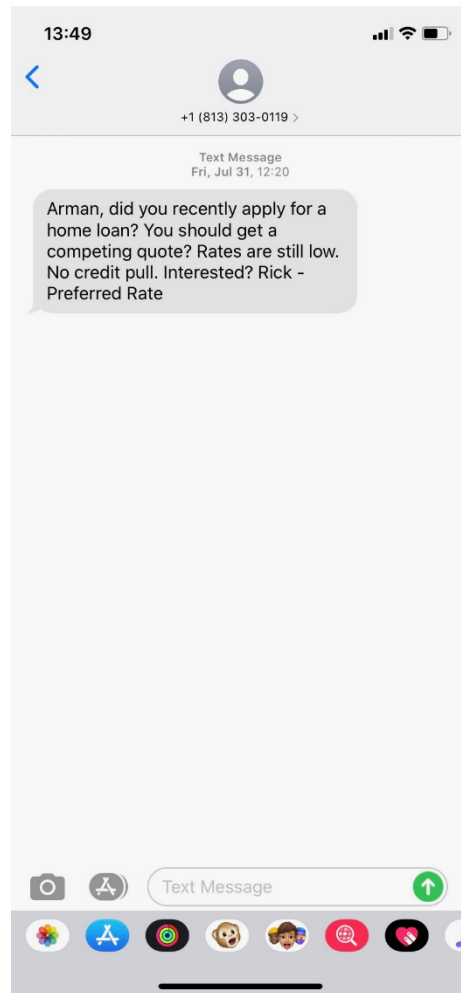 13:49
+1 (813) 303-0119 >
Text Message
Fri, Jul 31, 12:20
Arman, did you recently apply for a
home loan? You should get a
competing quote? Rates are still low.
No credit pull. Interested? Rick -
Preferred Rate
Text Message